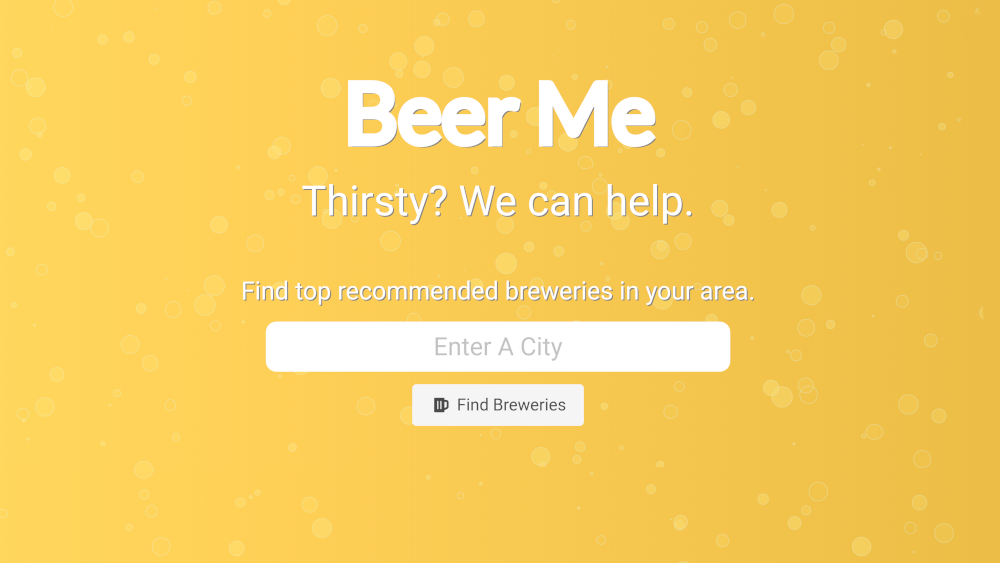 Beer Me
Thirsty? We can help.
Find top recommended breweries in your area.
Enter A City
Find Breweries